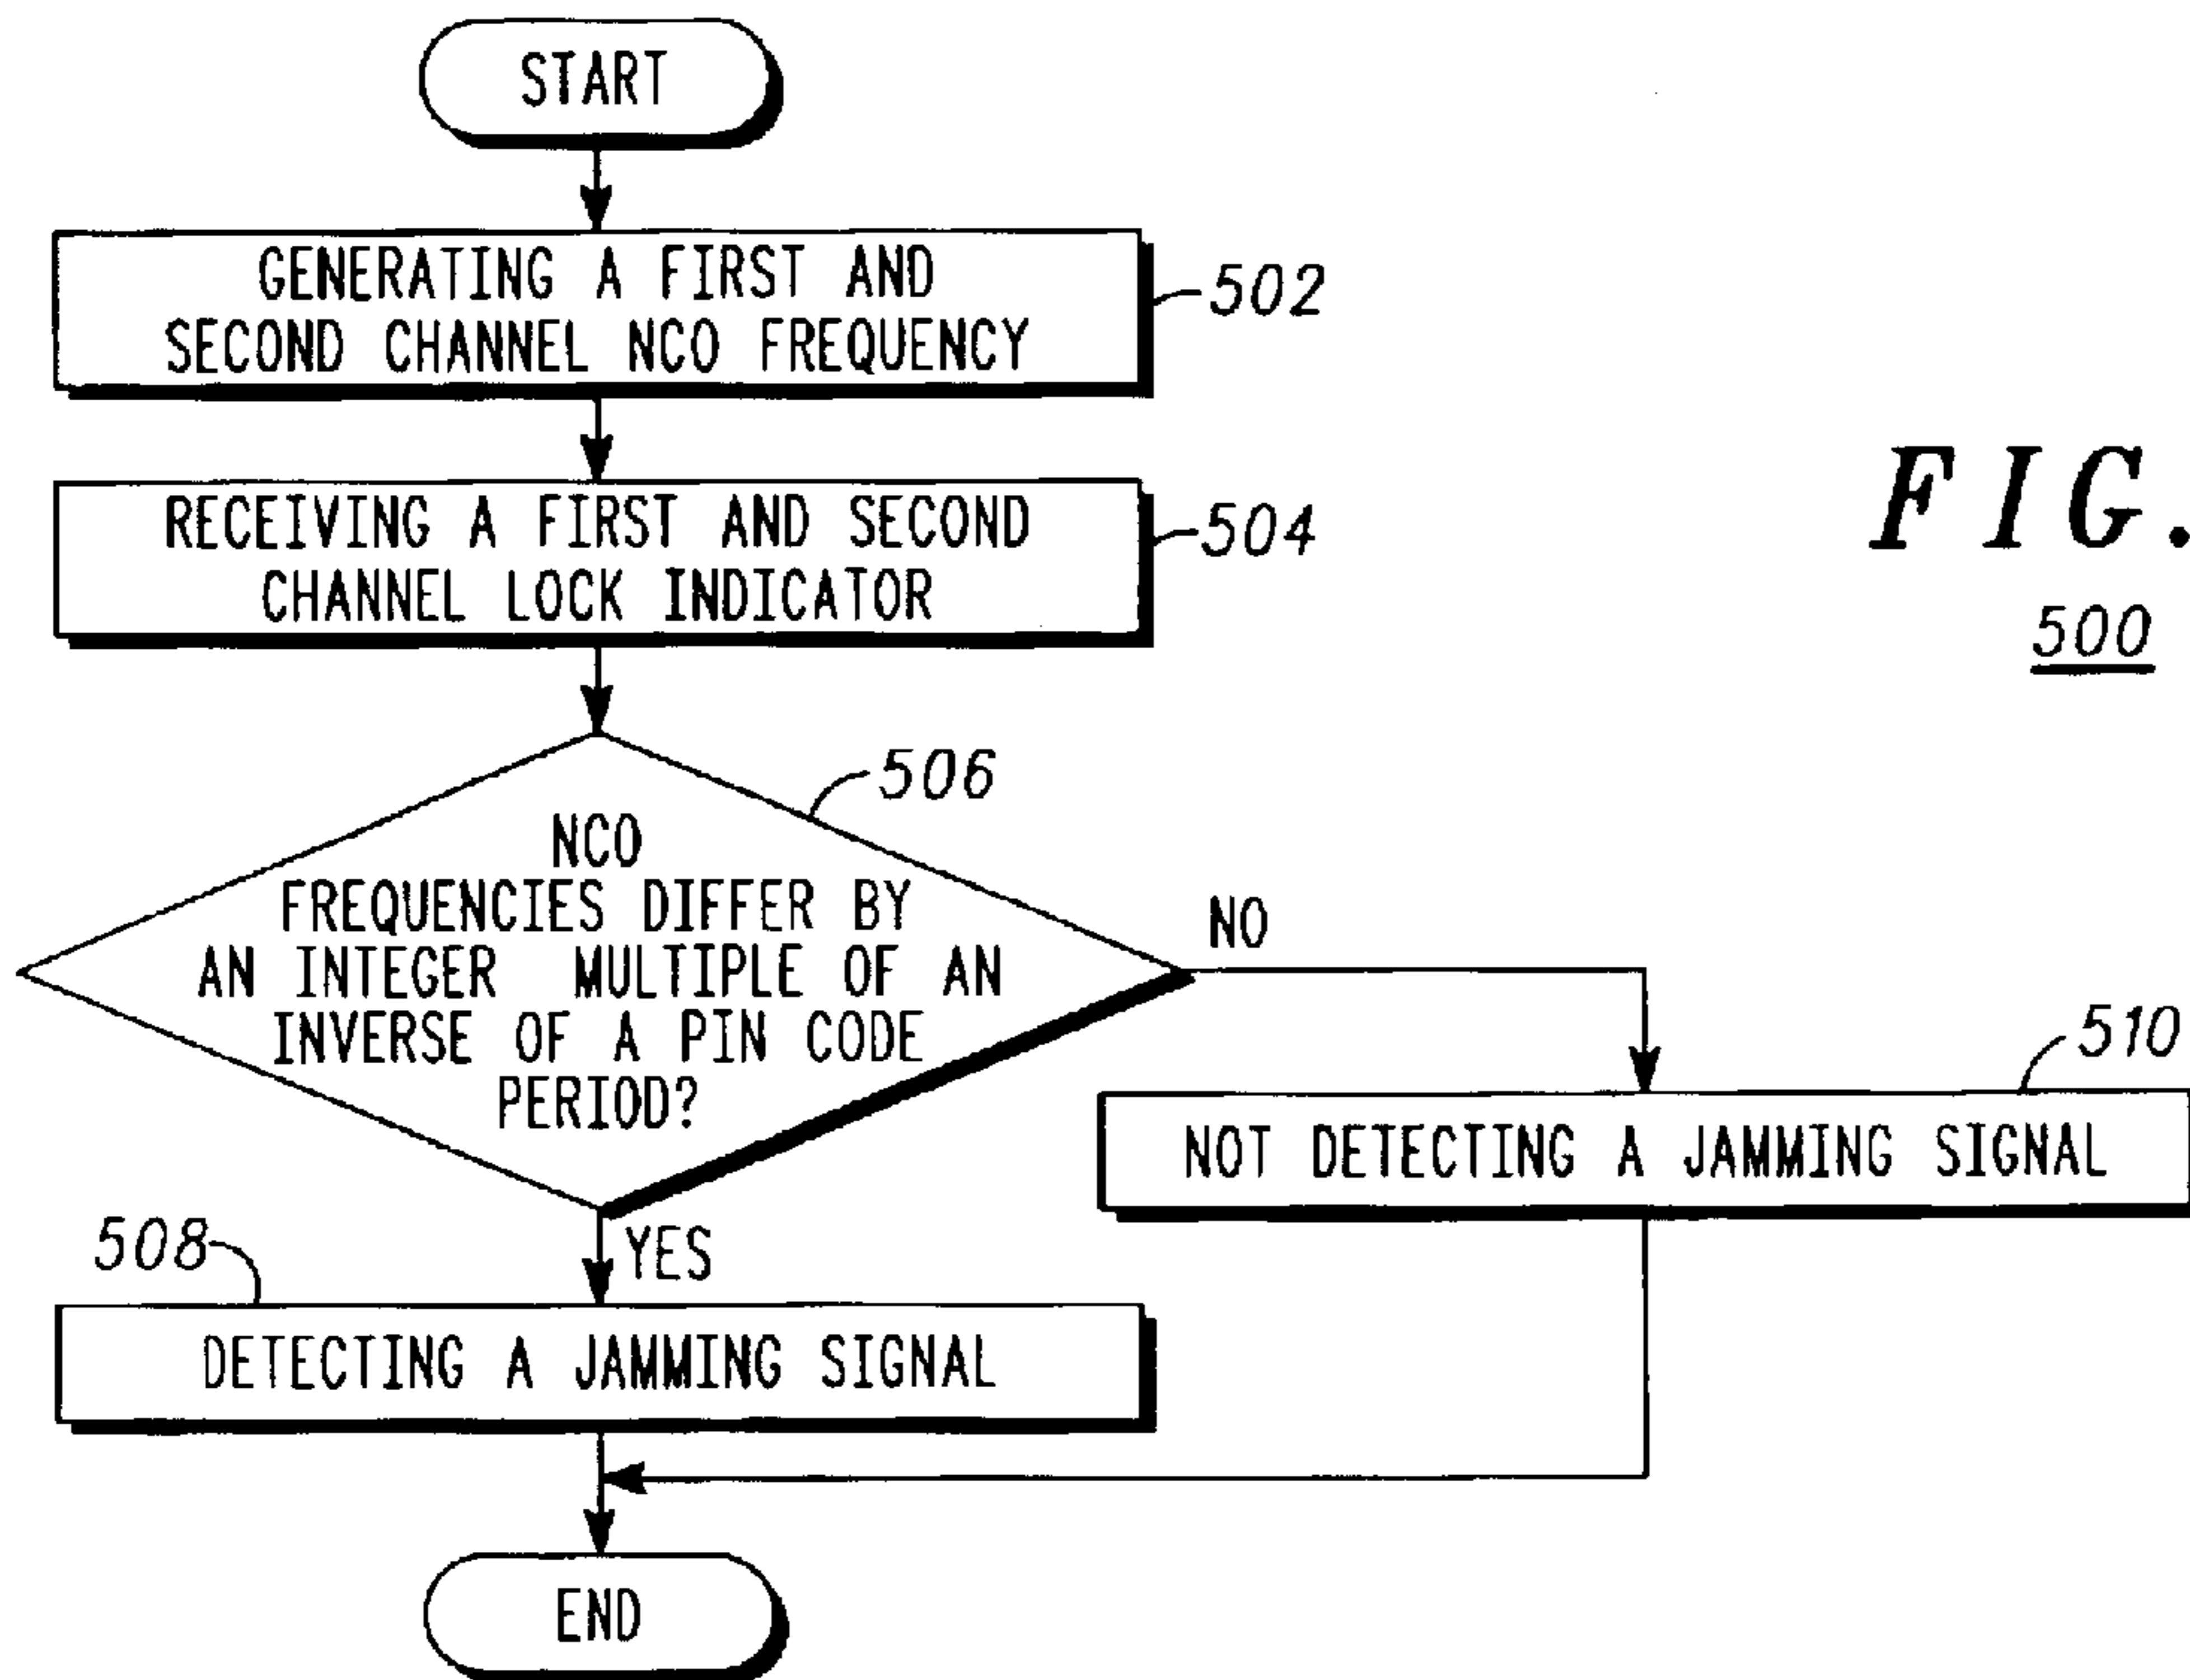 START
GENERATING A FIRST AND
SECOND CHANNEL NCO FREQUENCY
502
RECEIVING A FIRST AND SECOND
CHANNEL LOCK INDICATOR
504
FIG.
500
506
NCO
FREQUENCIES DIFFER BY
AN INTEGER MULTIPLE OF AN
INVERSE OF A PIN CODE
PERIOD?
NO
510
NOT DETECTING A JAMMING SIGNAL
YES
508
DETECTING A JAMMING SIGNAL
END